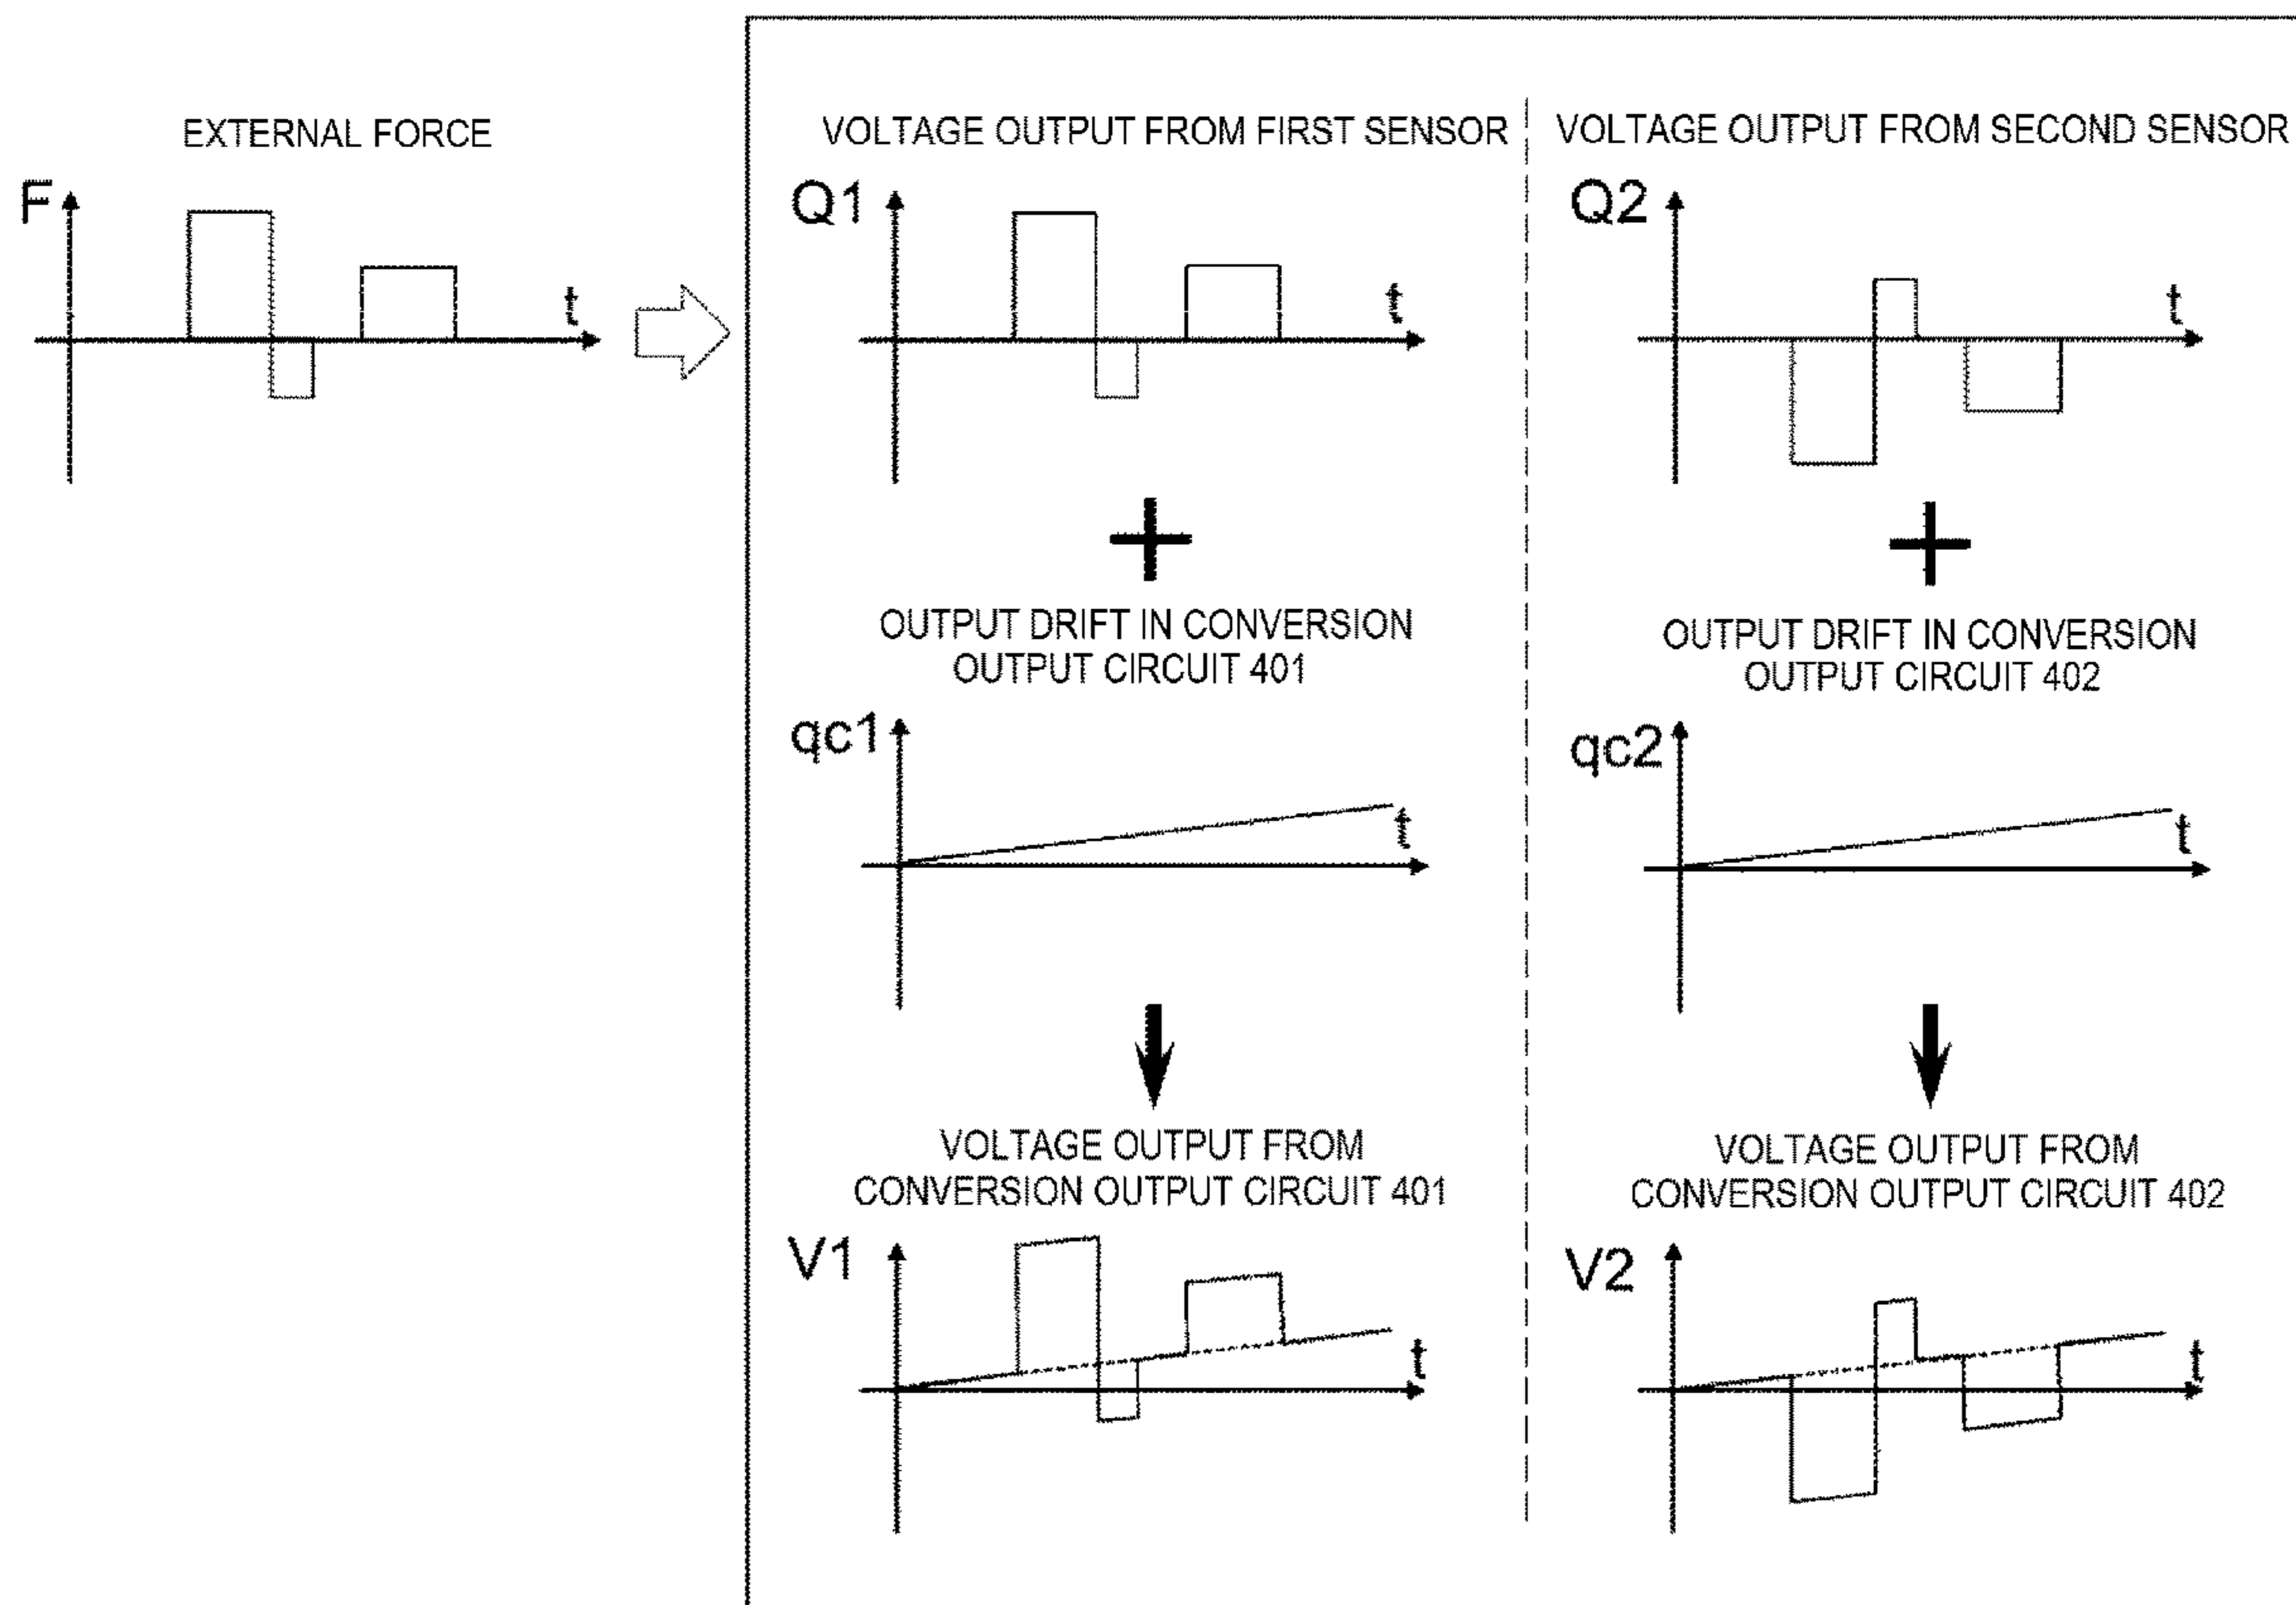 EXTERNAL FORCE
F
t
VOLTAGE OUTPUT FROM FIRST SENSOR
Q1
t
OUTPUT DRIFT IN CONVERSION
OUTPUT CIRCUIT 401
qc1
t
VOLTAGE OUTPUT FROM
CONVERSION OUTPUT CIRCUIT 401
V1
t
VOLTAGE OUTPUT FROM SECOND SENSOR
Q2
t
OUTPUT DRIFT IN CONVERSION
OUTPUT CIRCUIT 402
qc2
t
VOLTAGE OUTPUT FROM
CONVERSION OUTPUT CIRCUIT 402
V2
t